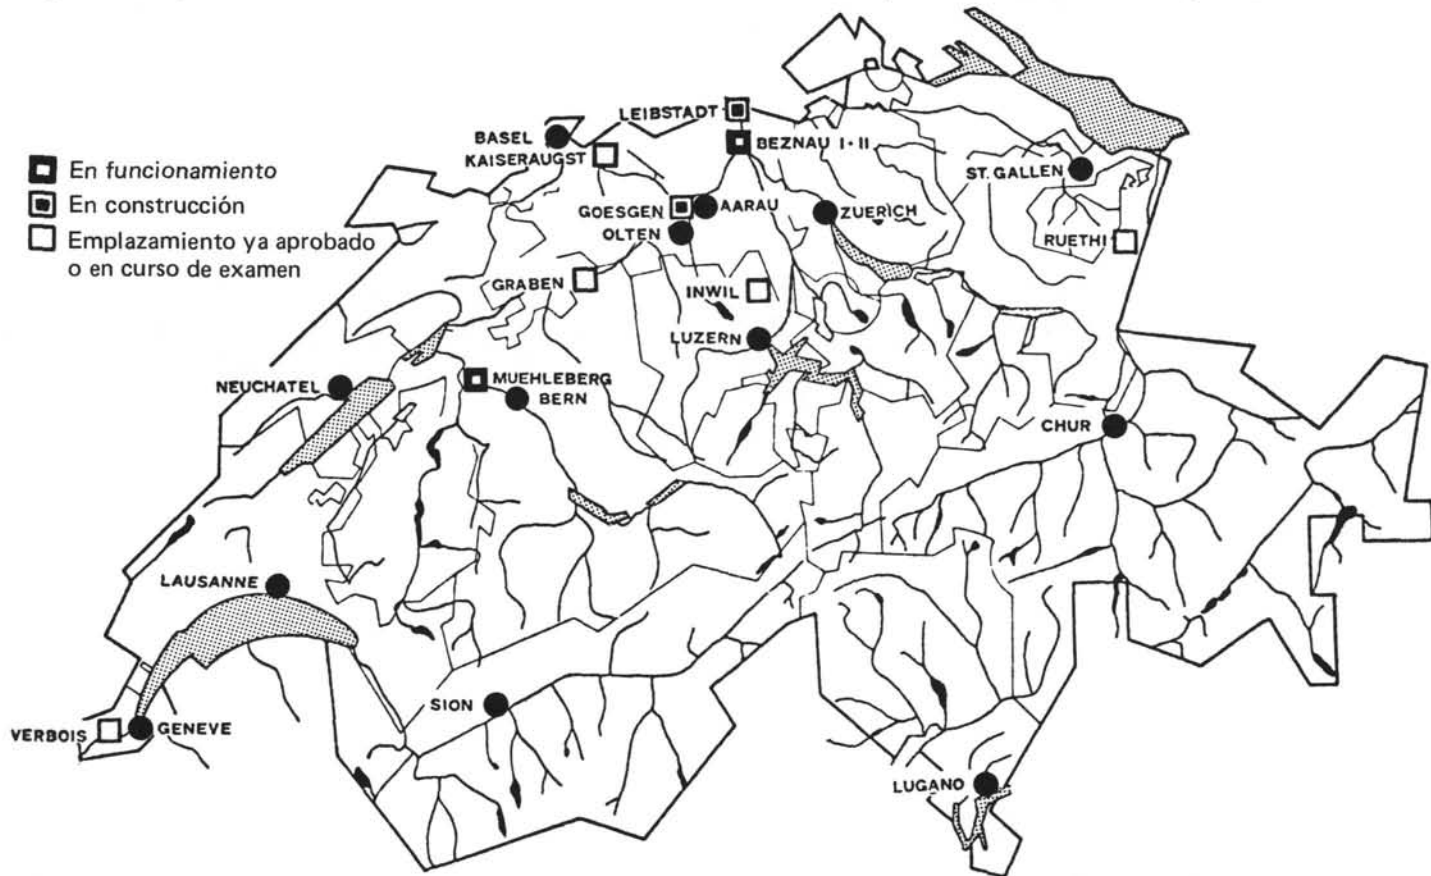 En funcionamiento
En construcción
Emplazamiento ya aprobado
o en curso de examen
LEIBSTADT
BASEL
BEZNAU I·II
KAISERAUGST
ST. GALLEN
GOESGEN
AARAU
ZUERICH
OLTEN
RUETHI
GRABEN
INWIL
LUZERN
NEUCHATEL
MUEHLEBERG
BERN
CHUR
LAUSANNE
SION
VERBOIS
GENEVE
LUGANO